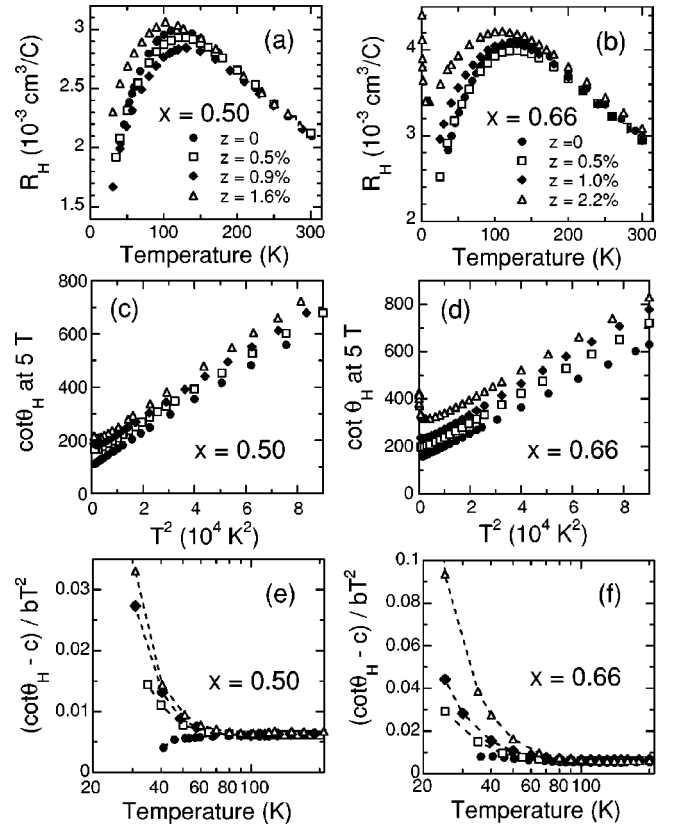 (a)
3
2.5
2
1.5
R_H (10^-3 cm^3/C)
x = 0.50
z = 0
z = 0.5%
z = 0.9%
z = 1.6%
0 100 200 300
Temperature (K)
(b)
4
3
2
R_H (10^-3 cm^3/C)
x = 0.66
z =0
z = 0.5%
z = 1.0%
z = 2.2%
0 100 200 300
Temperature (K)
(c)
800
600
400
200
0
cotθ_H at 5 T
x = 0.50
0 2 4 6 8
T^2 (10^4 K^2)
(d)
800
600
400
200
0
cot θ_H at 5 T
x = 0.66
0 2 4 6 8
T^2 (10^4 K^2)
(e)
0.03
0.015
0.01
0.005
0
(cotθ_H - c) / bT^2
x = 0.50
20 40 60 80 100
Temperature (K)
(f)
0.1
0.08
0.06
0.04
0.02
0
(cotθ_H - c) / bT^2
x = 0.66
20 40 60 80 100
Temperature (K)